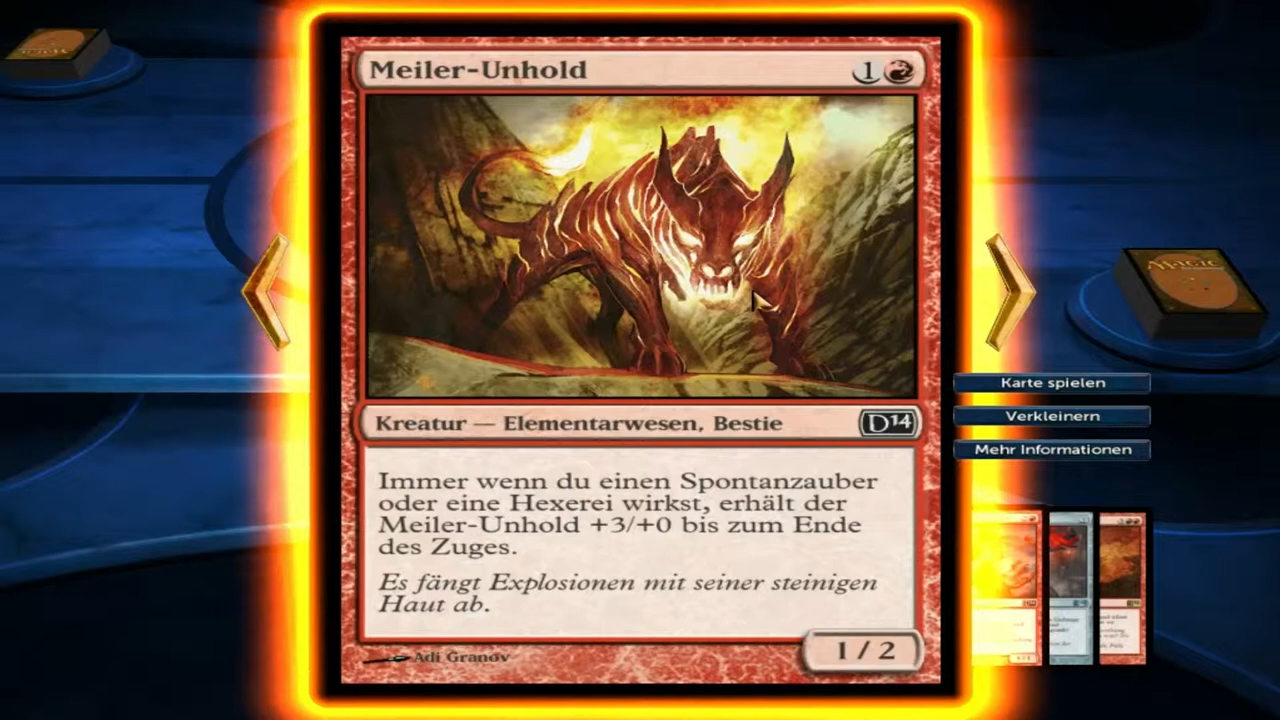 Meiler-Unhold
1
Kreatur — Elementarwesen, Bestie
D14
Immer wenn du einen Spontanzauber
oder eine Hexerei wirkst, erhält der
Meiler-Unhold +3/+0 bis zum Ende
des Zuges.
Es fängt Explosionen mit seiner steinigen
Haut ab.
Adi Granov
1 / 2
MAGIC
Karte spielen
Verkleinern
Mehr Informationen